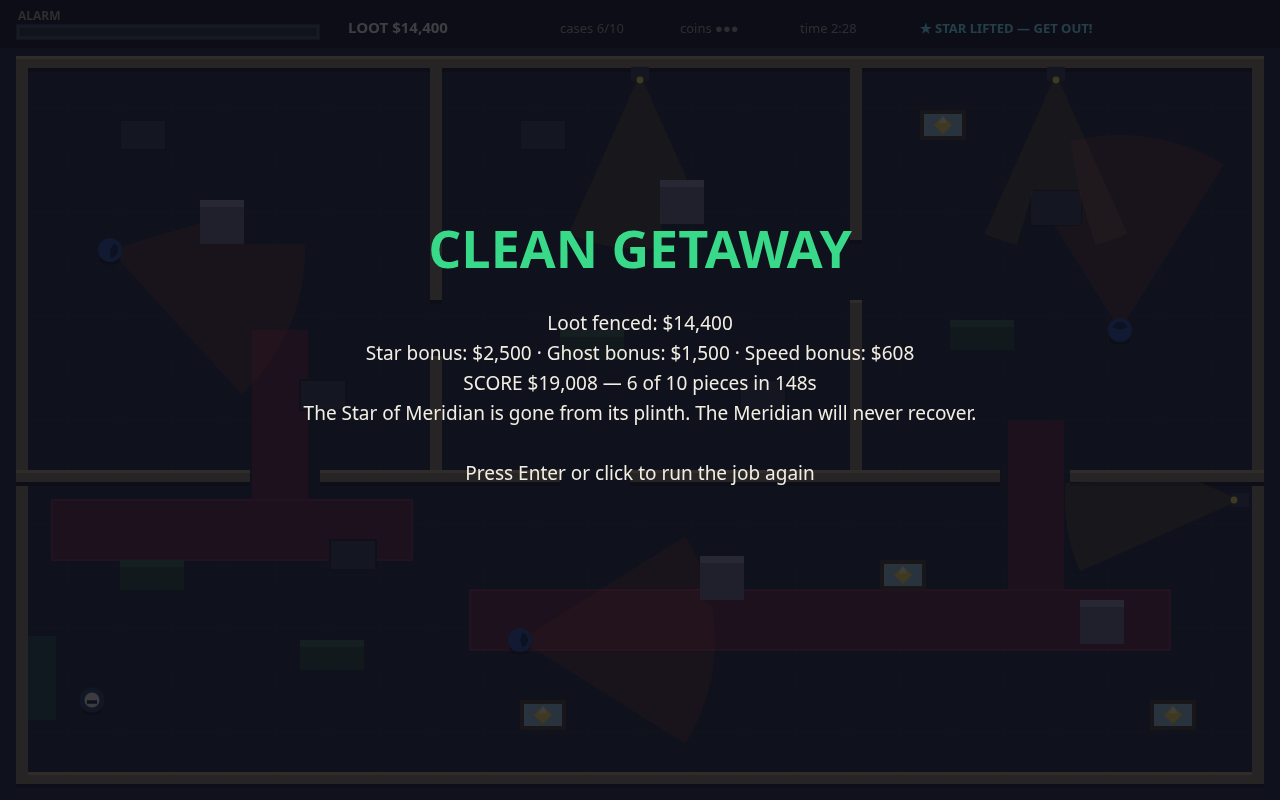 ALARM
LOOT $14,400
cases 6/10
coins ●●●
time 2:28
★ STAR LIFTED — GET OUT!
CLEAN GETAWAY
Loot fenced: $14,400
Star bonus: $2,500 · Ghost bonus: $1,500 · Speed bonus: $608
SCORE $19,008 — 6 of 10 pieces in 148s
The Star of Meridian is gone from its plinth. The Meridian will never recover.
Press Enter or click to run the job again